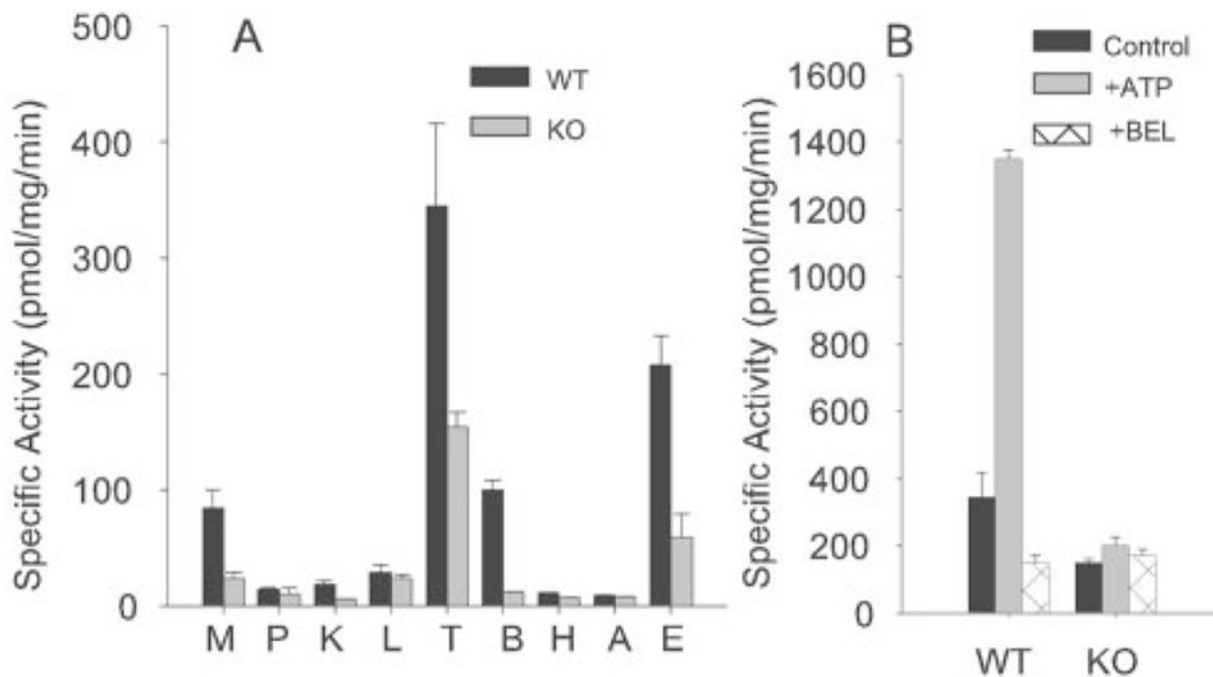 A
WT
KO
Specific Activity (pmol/mg/min)
500
400
300
200
100
0
M P K L T B H A E
B
Control
+ATP
+BEL
Specific Activity (pmol/mg/min)
1600
1400
1200
1000
800
600
400
200
0
WT KO